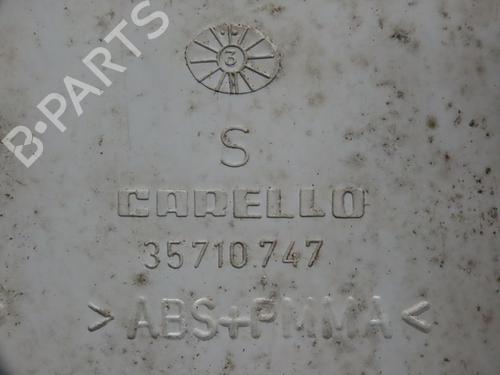 B-PARTS
3
S
CARELLO
35710747
>ABS+PMMA<